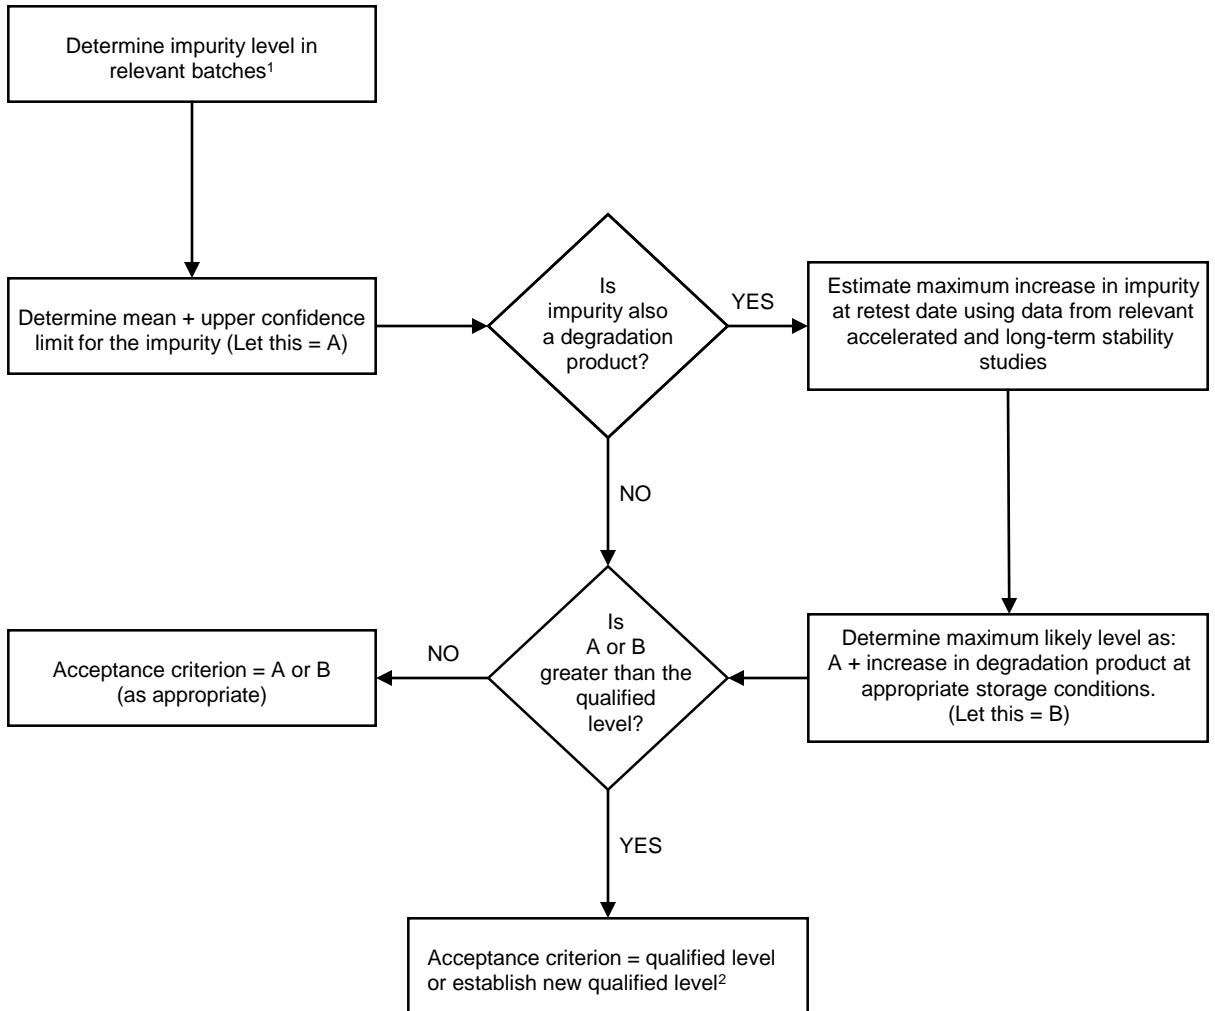 Determine impurity level in
relevant batches¹
Determine mean + upper confidence
limit for the impurity (Let this = A)
Is
impurity also
a degradation
product?
YES
Estimate maximum increase in impurity
at retest date using data from relevant
accelerated and long-term stability
studies
NO
Determine maximum likely level as:
A + increase in degradation product at
appropriate storage conditions.
(Let this = B)
Is
A or B
greater than the
qualified
level?
NO
Acceptance criterion = A or B
(as appropriate)
YES
Acceptance criterion = qualified level
or establish new qualified level²